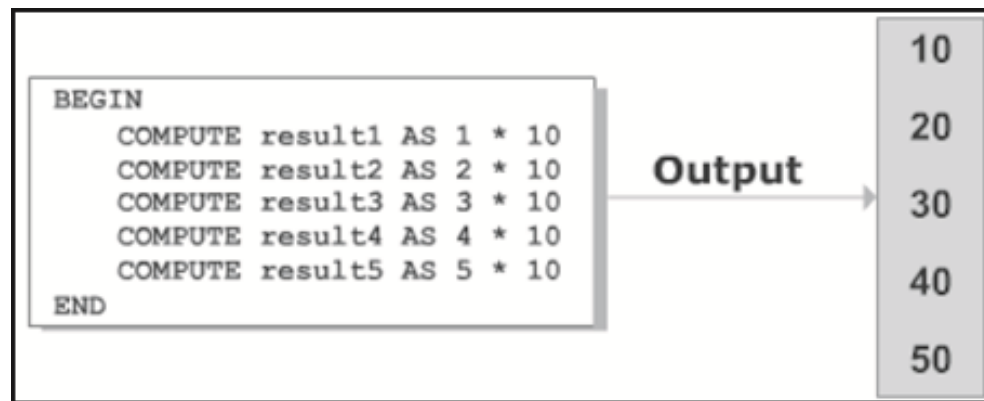 BEGIN
COMPUTE result1 AS 1 * 10
COMPUTE result2 AS 2 * 10
COMPUTE result3 AS 3 * 10
COMPUTE result4 AS 4 * 10
COMPUTE result5 AS 5 * 10
END
Output
10
20
30
40
50